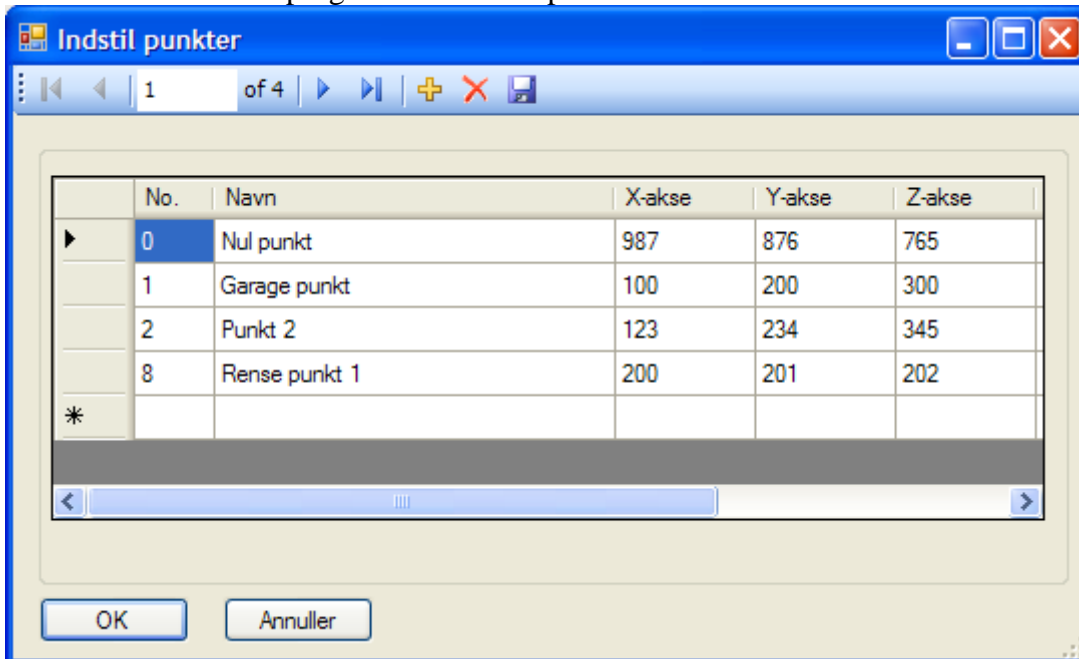 Indstil punkter
1 of 4
No. Navn X-akse Y-akse Z-akse
0 Nul punkt 987 876 765
1 Garage punkt 100 200 300
2 Punkt 2 123 234 345
8 Rense punkt 1 200 201 202
OK Annuller